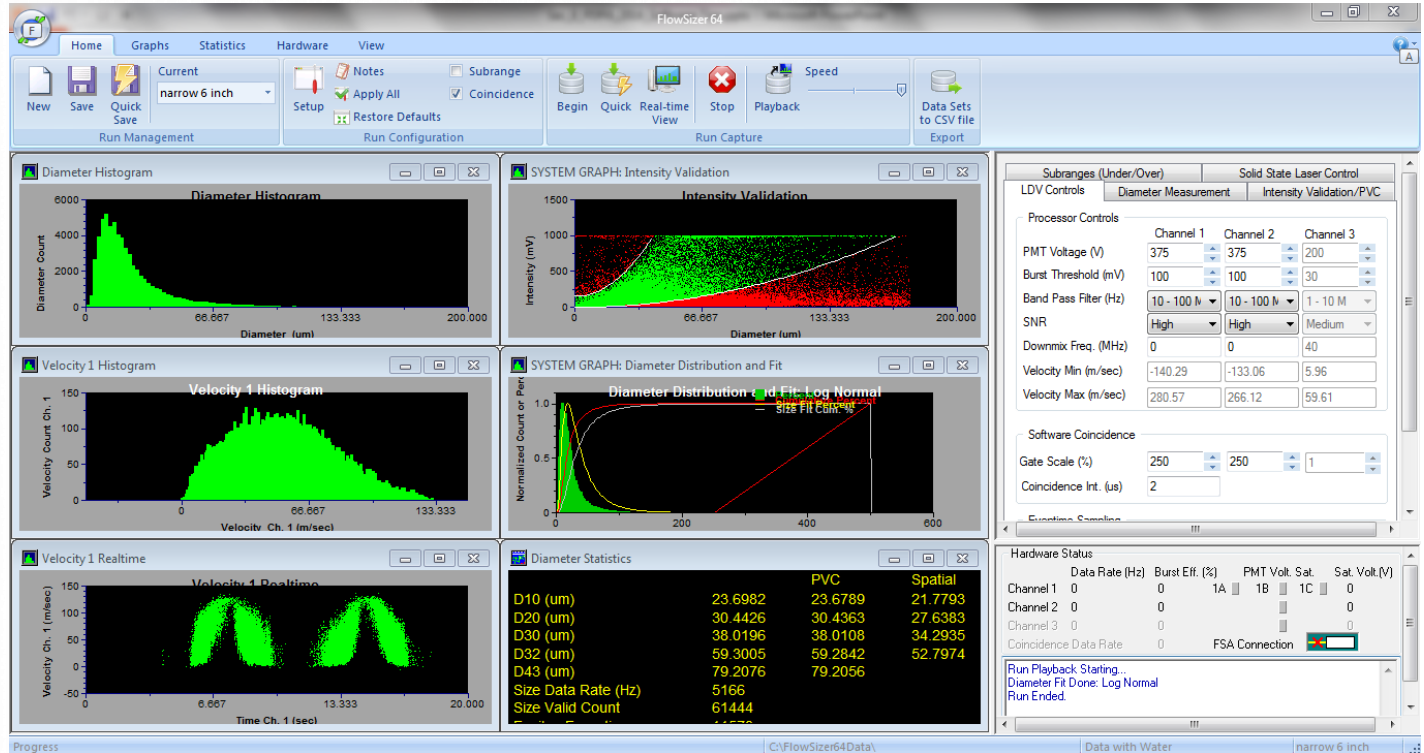 FlowSizer 64
F
Home Graphs Statistics Hardware View
A
New
Save
Quick Save
Current
narrow 6 inch
Run Management
Setup
Notes
Apply All
Restore Defaults
Subrange
Coincidence
Run Configuration
Begin
Quick
Real-time View
Stop
Playback
Speed
Run Capture
Data Sets to CSV file
Export
Diameter Histogram
Diameter Histogram
6000
4000
2000
0
Diameter Count
0 66.667 133.333 200.000
Diameter (um)
SYSTEM GRAPH: Intensity Validation
Intensity Validation
1500
1000
500
0
Intensity (mV)
0 66.667 133.333 200.000
Diameter (um)
Velocity 1 Histogram
Velocity 1 Histogram
150
100
50
0
Velocity Count Ch. 1
0 66.667 133.333
Velocity Ch. 1 (m/sec)
SYSTEM GRAPH: Diameter Distribution and Fit
Diameter Distribution and Fit: Log Normal
Size Fit Percent
Size Fit Cum. %
1.0
0.5
0
Normalized Count or Per
0 200 400 600
Velocity 1 Realtime
Velocity 1 Realtime
150
100
50
0
-50
Velocity Ch. 1 (m/sec)
0 6.667 13.333 20.000
Time Ch. 1 (sec)
Diameter Statistics
PVC Spatial
D10 (um) 23.6982 23.6789 21.7793
D20 (um) 30.4426 30.4363 27.6383
D30 (um) 38.0196 38.0108 34.2935
D32 (um) 59.3005 59.2842 52.7974
D43 (um) 79.2076 79.2056
Size Data Rate (Hz) 5166
Size Valid Count 61444
Subranges (Under/Over) Solid State Laser Control
LDV Controls Diameter Measurement Intensity Validation/PVC
Processor Controls
Channel 1 Channel 2 Channel 3
PMT Voltage (V) 375 375 200
Burst Threshold (mV) 100 100 30
Band Pass Filter (Hz) 10 - 100 M 10 - 100 M 1 - 10 M
SNR High High Medium
Downmix Freq. (MHz) 0 0 40
Velocity Min (m/sec) -140.29 -133.06 5.96
Velocity Max (m/sec) 280.57 266.12 59.61
Software Coincidence
Gate Scale (%) 250 250 1
Coincidence Int. (us) 2
Hardware Status
Data Rate (Hz) Burst Eff. (%) PMT Volt. Sat. Sat. Volt.(V)
Channel 1 0 0 1A 1B 1C 0
Channel 2 0 0 0
Channel 3 0 0 0
Coincidence Data Rate 0 FSA Connection
Run Playback Starting...
Diameter Fit Done: Log Normal
Run Ended.
Progress C:\FlowSizer64Data\ Data with Water narrow 6 inch